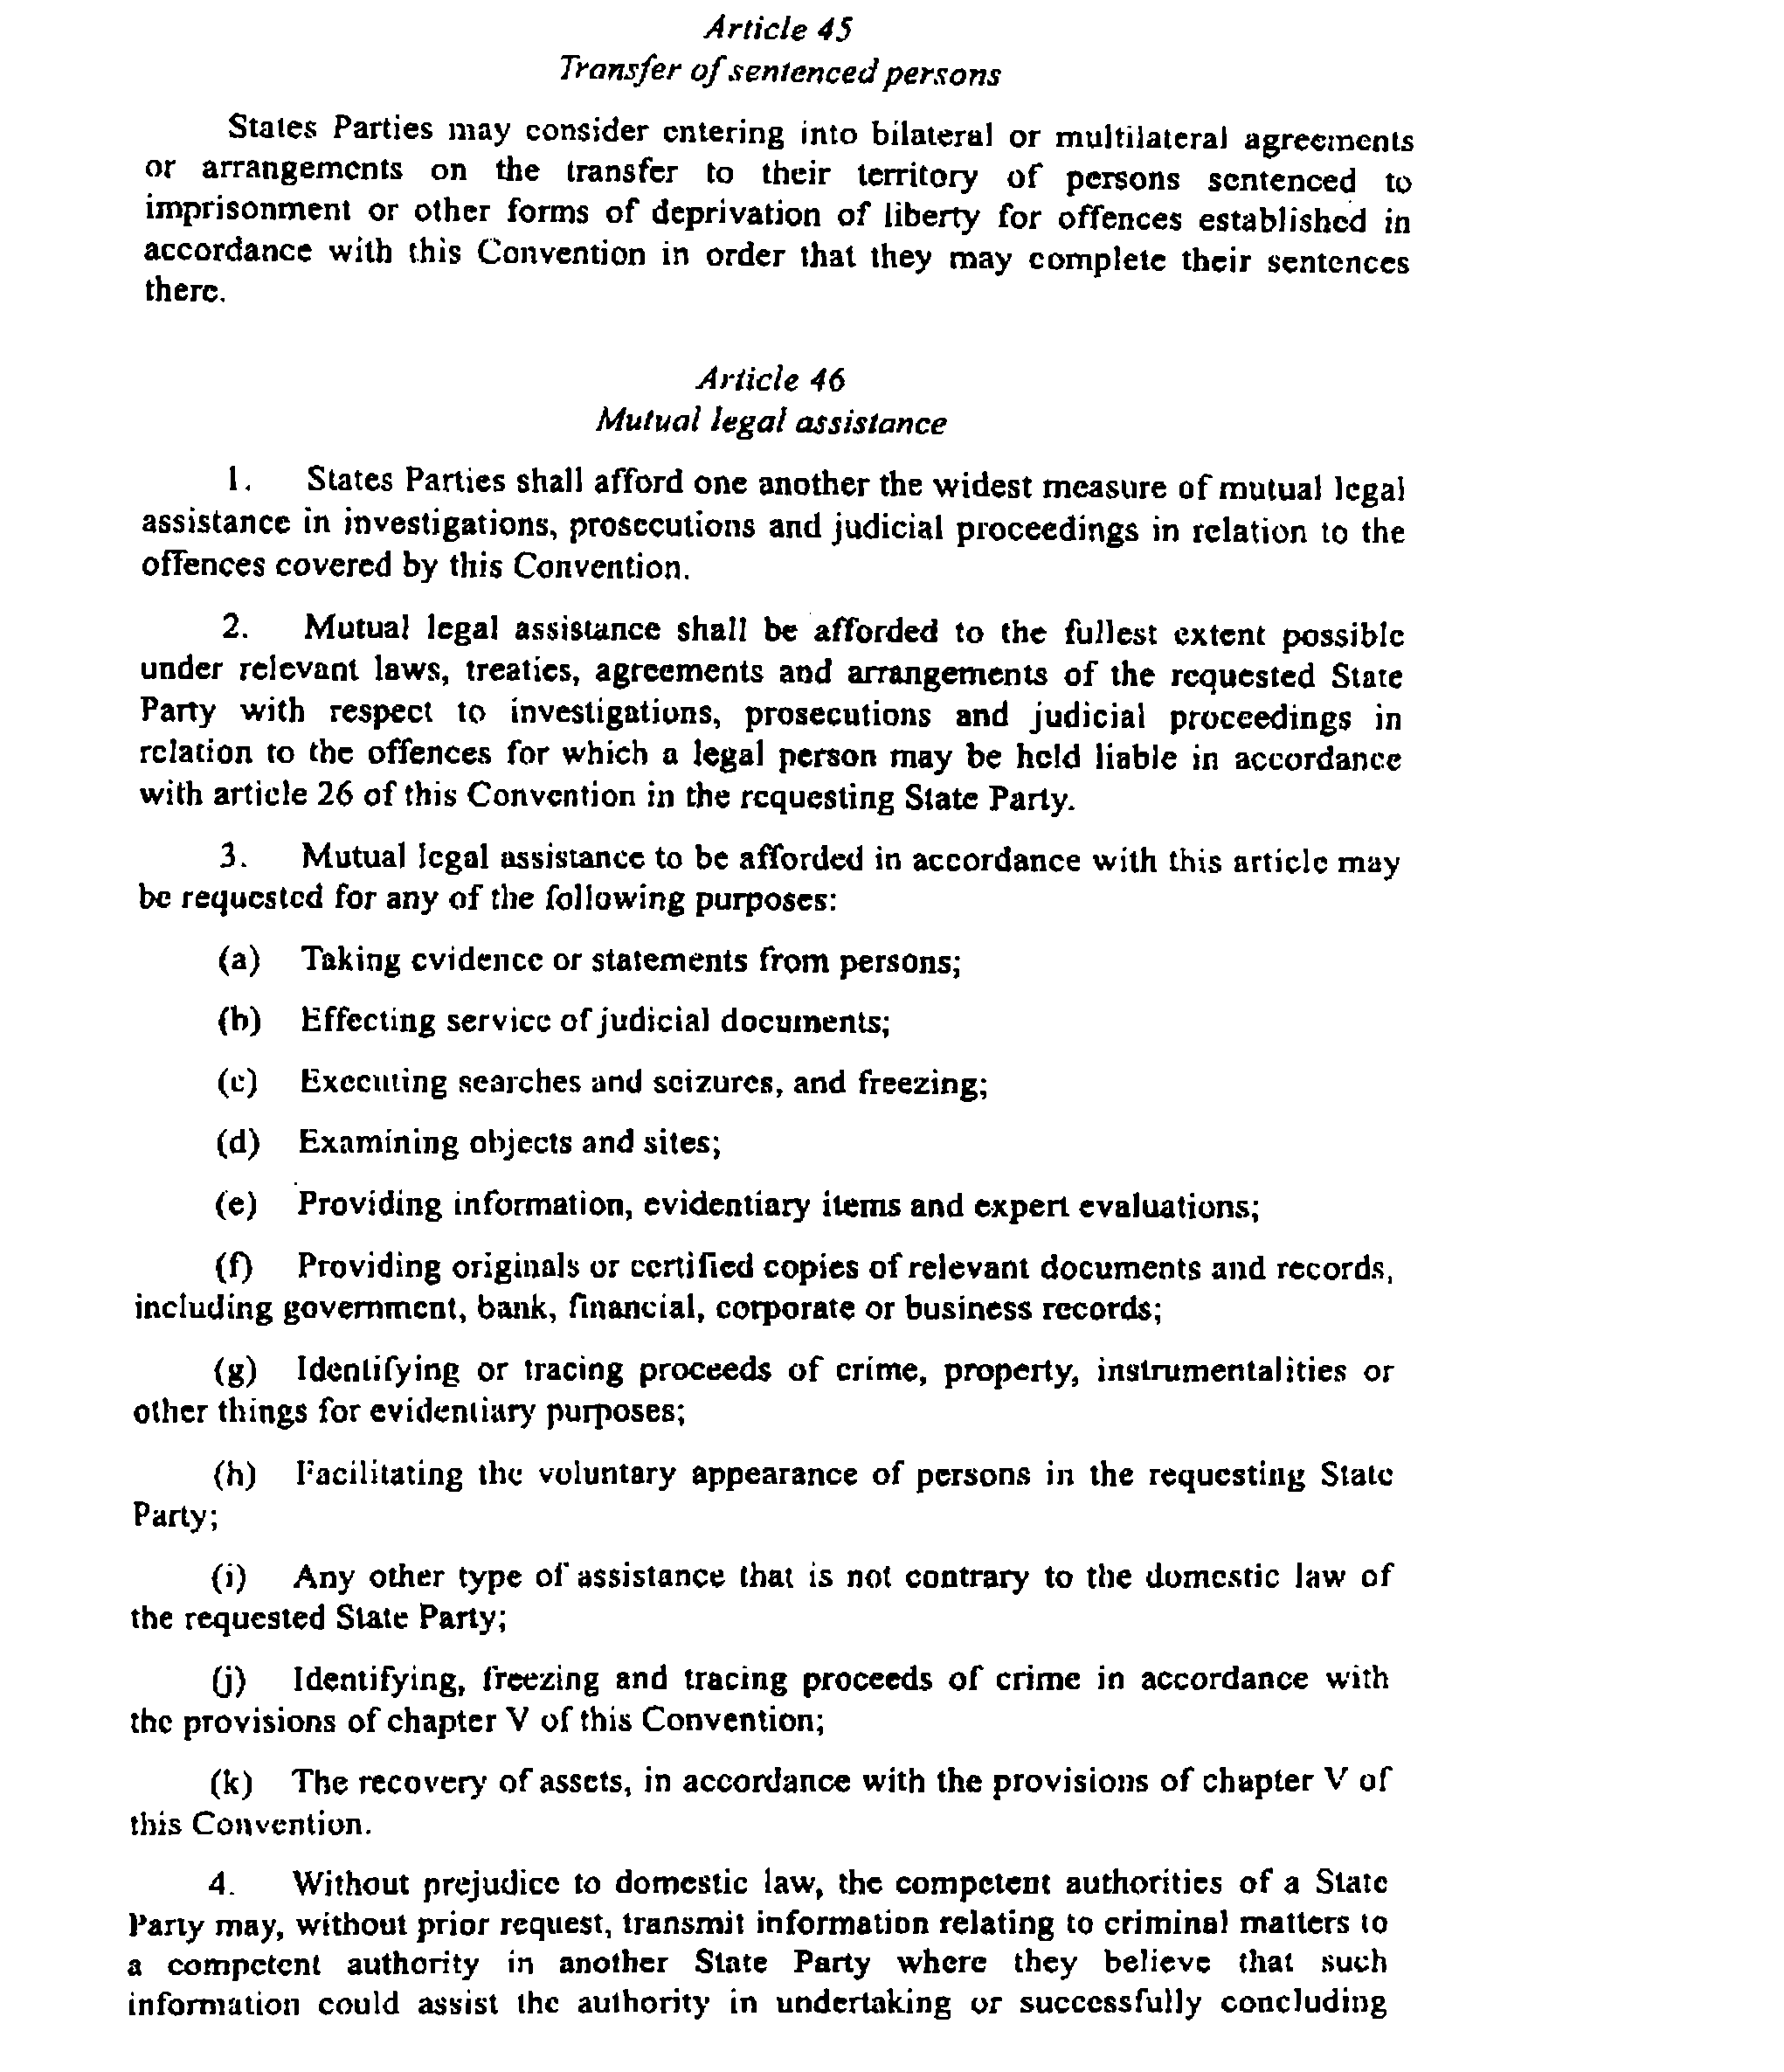 Article 45
Transfer of sentenced persons
States Parties may consider entering into bilateral or multilateral agreements
or arrangements on the transfer to their territory of persons sentenced to
imprisonment or other forms of deprivation of liberty for offences established in
accordance with this Convention in order that they may complete their sentences
there.
Article 46
Mutual legal assistance
1. States Parties shall afford one another the widest measure of mutual legal
assistance in investigations, prosecutions and judicial proceedings in relation to the
offences covered by this Convention.
2. Mutual legal assistance shall be afforded to the fullest extent possible
under relevant laws, treaties, agreements and arrangements of the requested State
Party with respect to investigations, prosecutions and judicial proceedings in
relation to the offences for which a legal person may be held liable in accordance
with article 26 of this Convention in the requesting State Party.
3. Mutual legal assistance to be afforded in accordance with this article may
be requested for any of the following purposes:
(a) Taking evidence or statements from persons;
(b) Effecting service of judicial documents;
(c) Executing searches and seizures, and freezing;
(d) Examining objects and sites;
(e) Providing information, evidentiary items and expert evaluations;
(f) Providing originals or certified copies of relevant documents and records,
including government, bank, financial, corporate or business records;
(g) Identifying or tracing proceeds of crime, property, instrumentalities or
other things for evidentiary purposes;
(h) Facilitating the voluntary appearance of persons in the requesting State
Party;
(i) Any other type of assistance that is not contrary to the domestic law of
the requested State Party;
(j) Identifying, freezing and tracing proceeds of crime in accordance with
the provisions of chapter V of this Convention;
(k) The recovery of assets, in accordance with the provisions of chapter V of
this Convention.
4. Without prejudice to domestic law, the competent authorities of a State
Party may, without prior request, transmit information relating to criminal matters to
a competent authority in another State Party where they believe that such
information could assist the authority in undertaking or successfully concluding